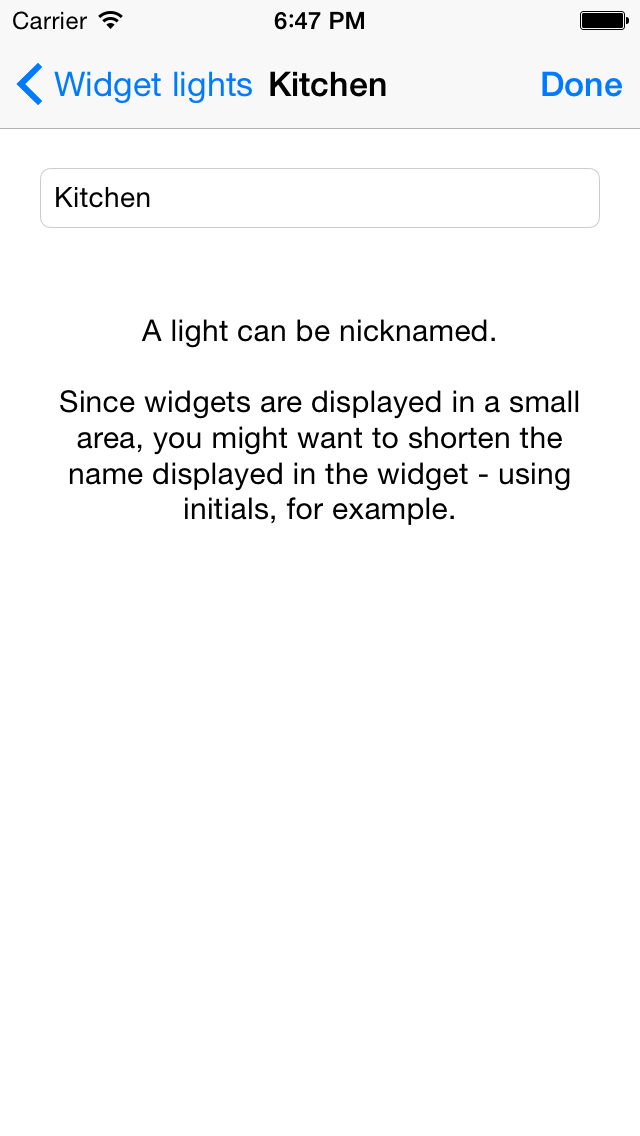 Carrier 6:47 PM
Widget lights Kitchen Done
Kitchen
A light can be nicknamed.
Since widgets are displayed in a small
area, you might want to shorten the
name displayed in the widget - using
initials, for example.